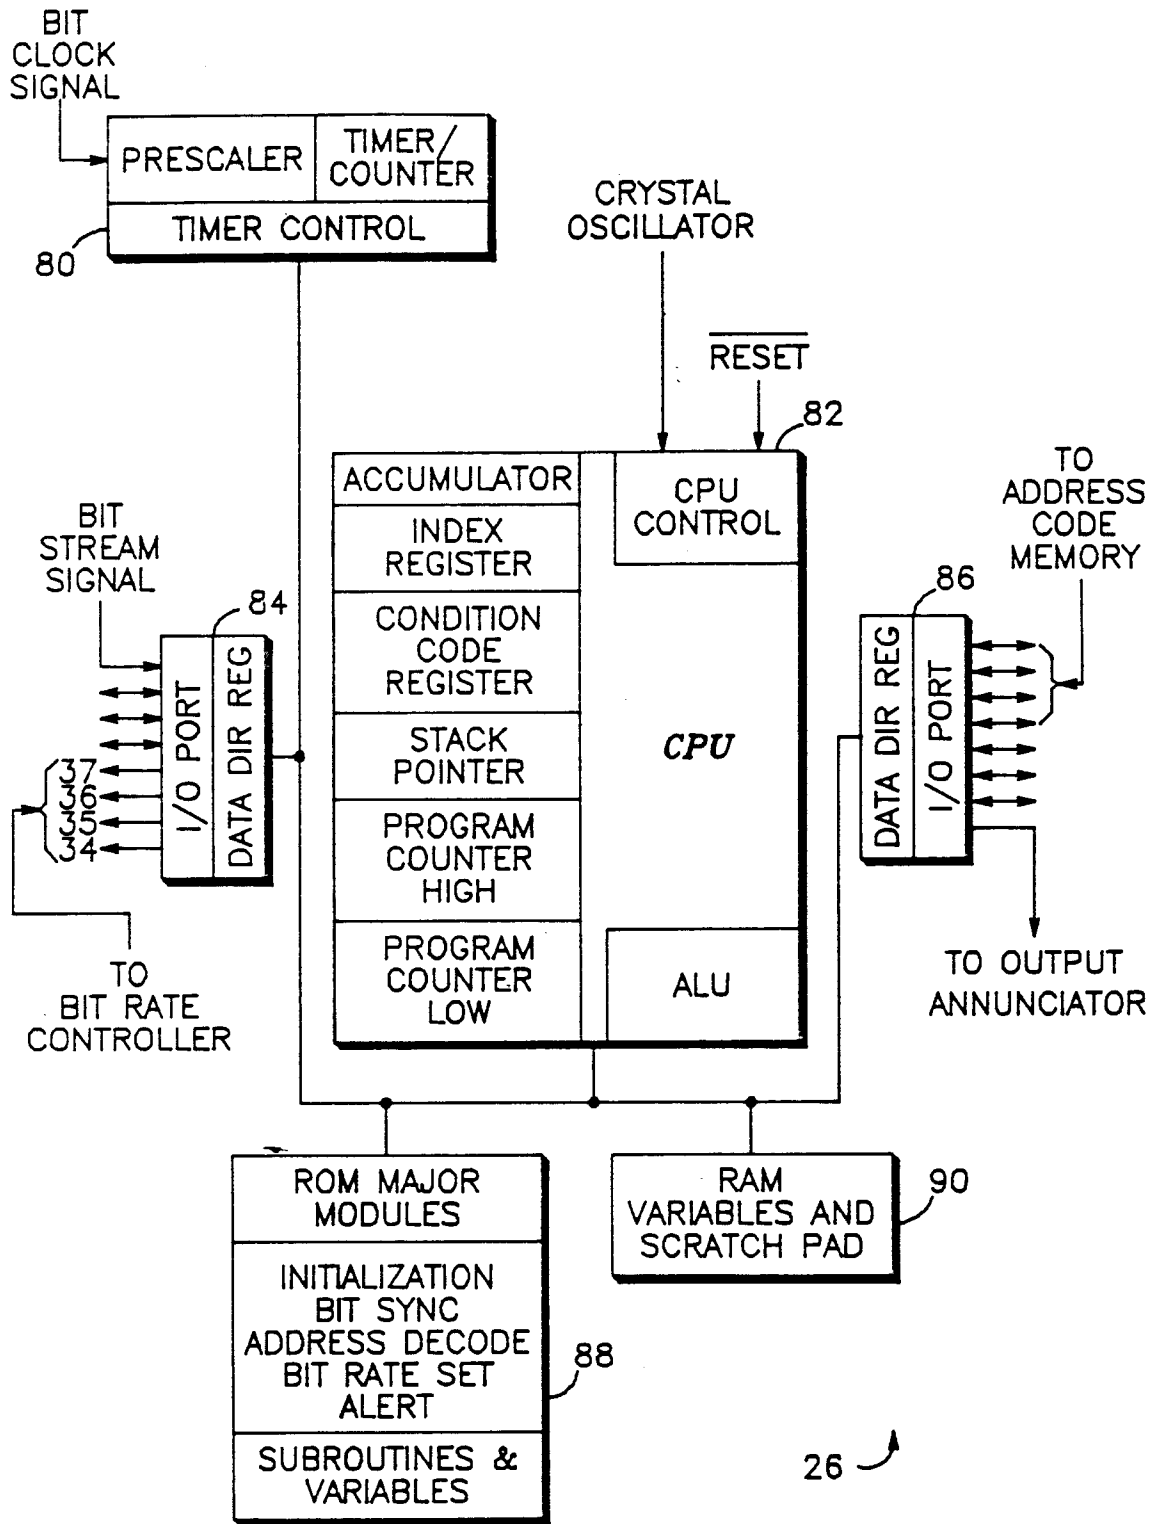 BIT
CLOCK
SIGNAL
PRESCALER
TIMER/
COUNTER
TIMER CONTROL
80
CRYSTAL
OSCILLATOR
RESET
82
ACCUMULATOR
INDEX
REGISTER
CONDITION
CODE
REGISTER
STACK
POINTER
PROGRAM
COUNTER
HIGH
PROGRAM
COUNTER
LOW
CPU
CONTROL
CPU
ALU
BIT
STREAM
SIGNAL
84
I/O PORT
DATA DIR REG
37
36
35
34
TO
BIT RATE
CONTROLLER
TO
ADDRESS
CODE
MEMORY
86
DATA DIR REG
I/O PORT
TO OUTPUT
ANNUNCIATOR
ROM MAJOR
MODULES
INITIALIZATION
BIT SYNC
ADDRESS DECODE
BIT RATE SET
ALERT
SUBROUTINES &
VARIABLES
88
RAM
VARIABLES AND
SCRATCH PAD
90
26